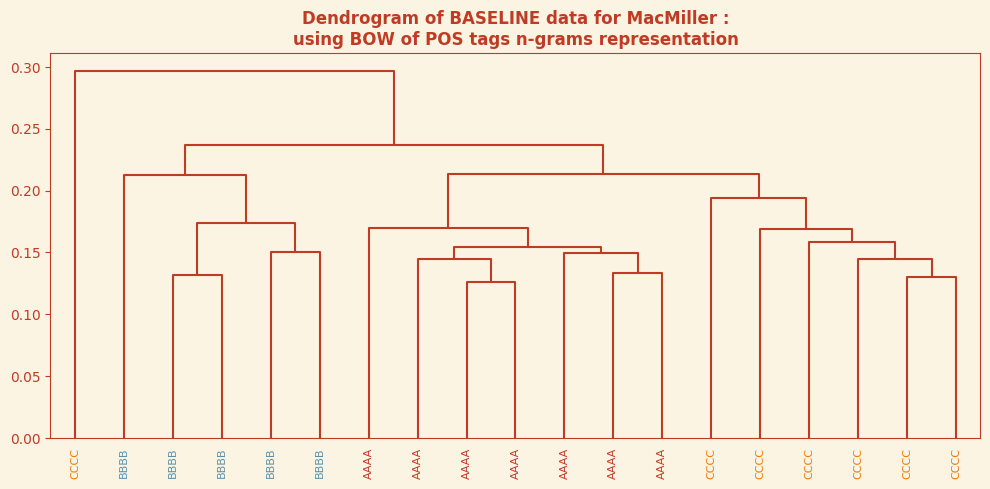 Dendrogram of BASELINE data for MacMiller :
using BOW of POS tags n-grams representation
0.30
0.25
0.20
0.15
0.10
0.05
0.00
CCCC
BBBB
BBBB
BBBB
BBBB
BBBB
AAAA
AAAA
AAAA
AAAA
AAAA
AAAA
AAAA
CCCC
CCCC
CCCC
CCCC
CCCC
CCCC